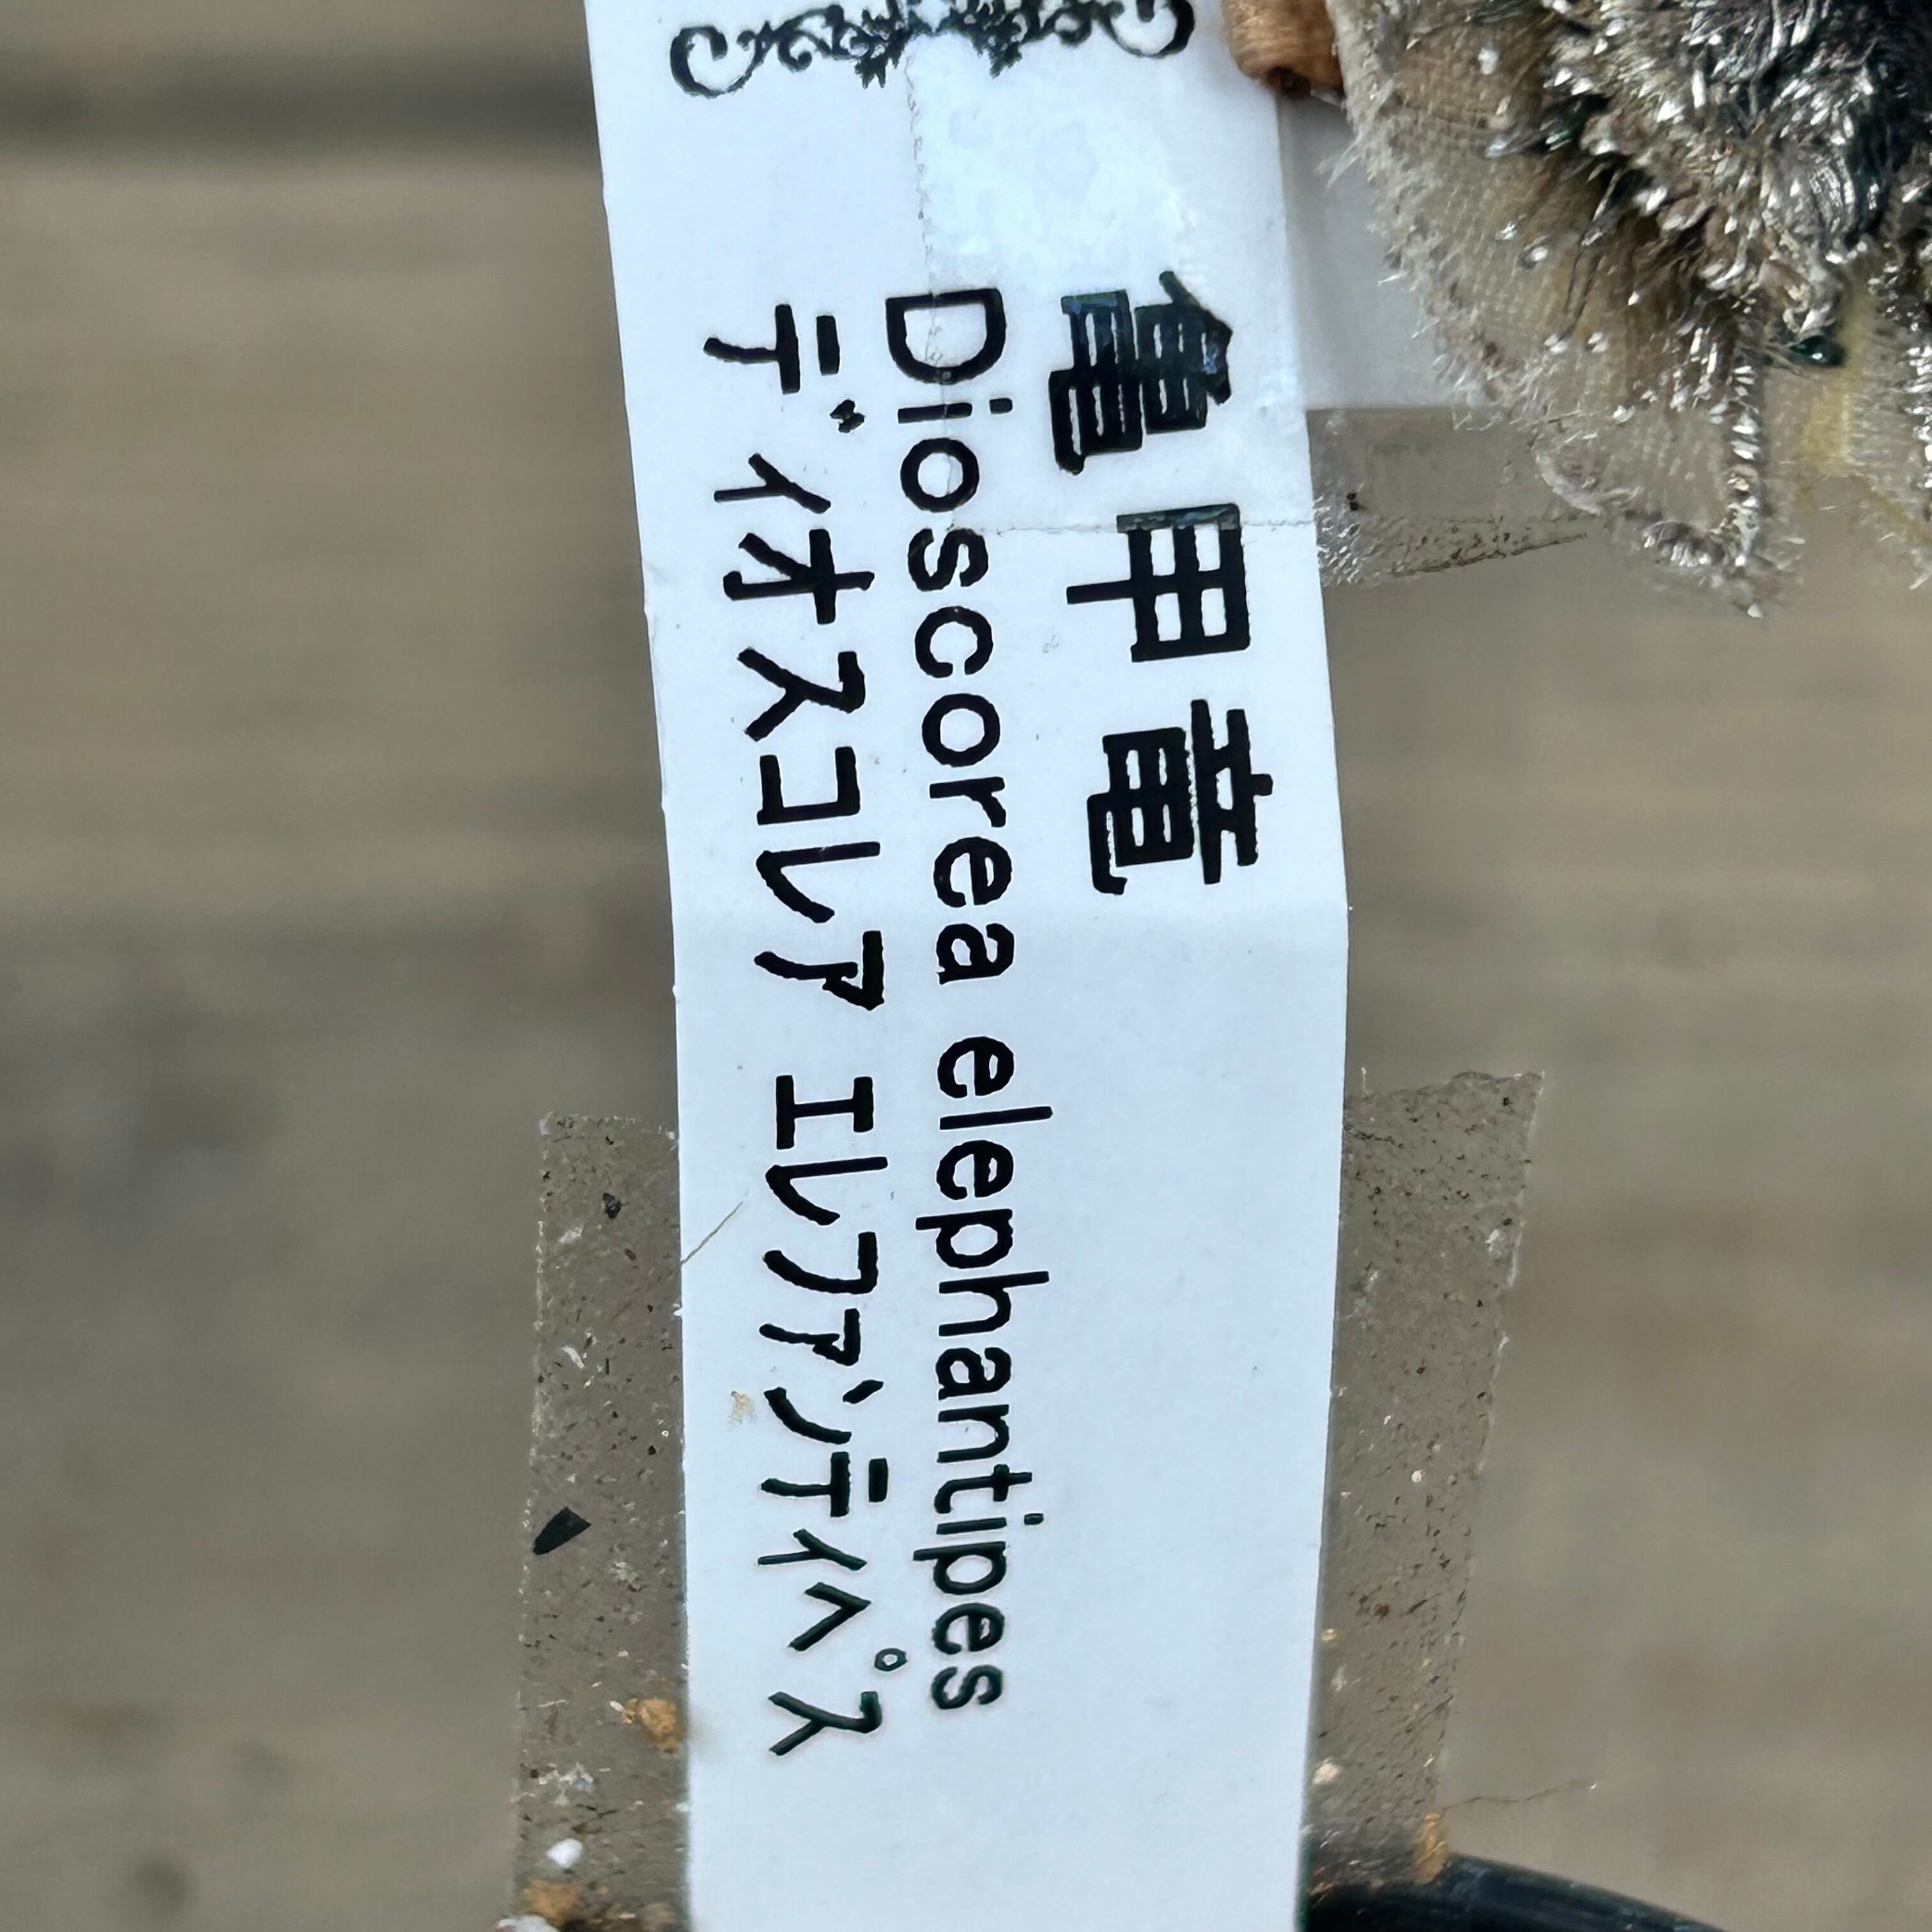 亀甲竜
Dioscorea elephantipes
ﾃﾞｨｵｽｺﾚｱ ｴﾚﾌｧﾝﾃｨﾍﾟｽ